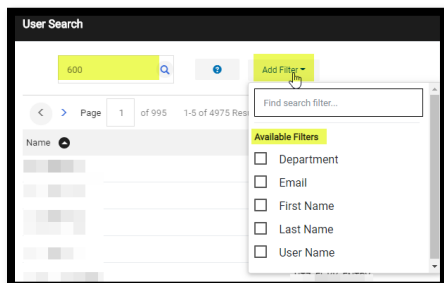 User Search
600
Add Filter
Page 1 of 995 1-5 of 4975
Find search filter...
Name
Available Filters
Department
Email
First Name
Last Name
User Name